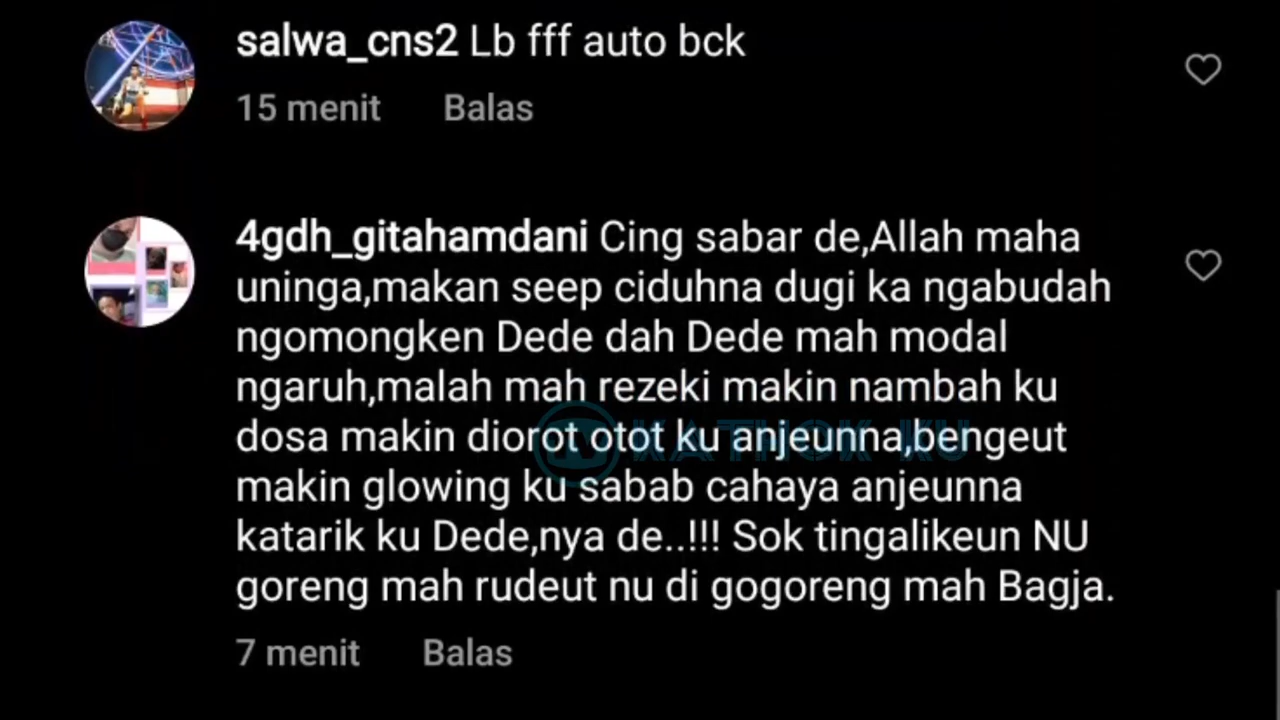 salwa_cns2 Lb fff auto bck
15 menit Balas
4gdh_gitahamdani Cing sabar de,Allah maha
uninga,makan seep ciduhna dugi ka ngabudah
ngomongken Dede dah Dede mah modal
ngaruh,malah mah rezeki makin nambah ku
dosa makin diorot otot ku anjeunna,bengeut
KATHOK KU
makin glowing ku sabab cahaya anjeunna
katarik ku Dede,nya de..!!! Sok tingalikeun NU
goreng mah rudeut nu di gogoreng mah Bagja.
7 menit Balas